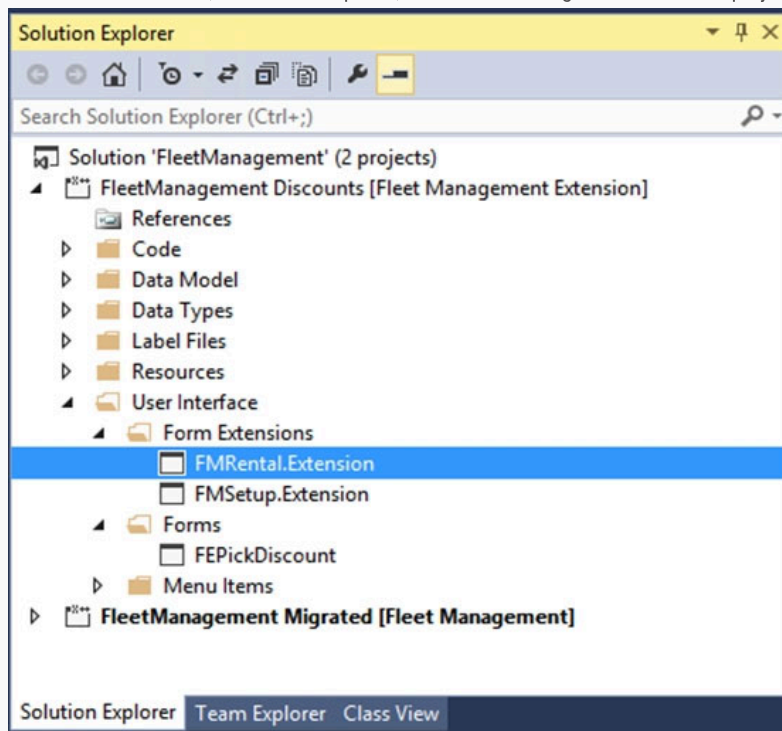 Solution Explorer
Search Solution Explorer (Ctrl+;)
Solution 'FleetManagement' (2 projects)
FleetManagement Discounts [Fleet Management Extension]
References
Code
Data Model
Data Types
Label Files
Resources
User Interface
Form Extensions
FMRental.Extension
FMSetup.Extension
Forms
FEPickDiscount
Menu Items
FleetManagement Migrated [Fleet Management]
Solution Explorer Team Explorer Class View